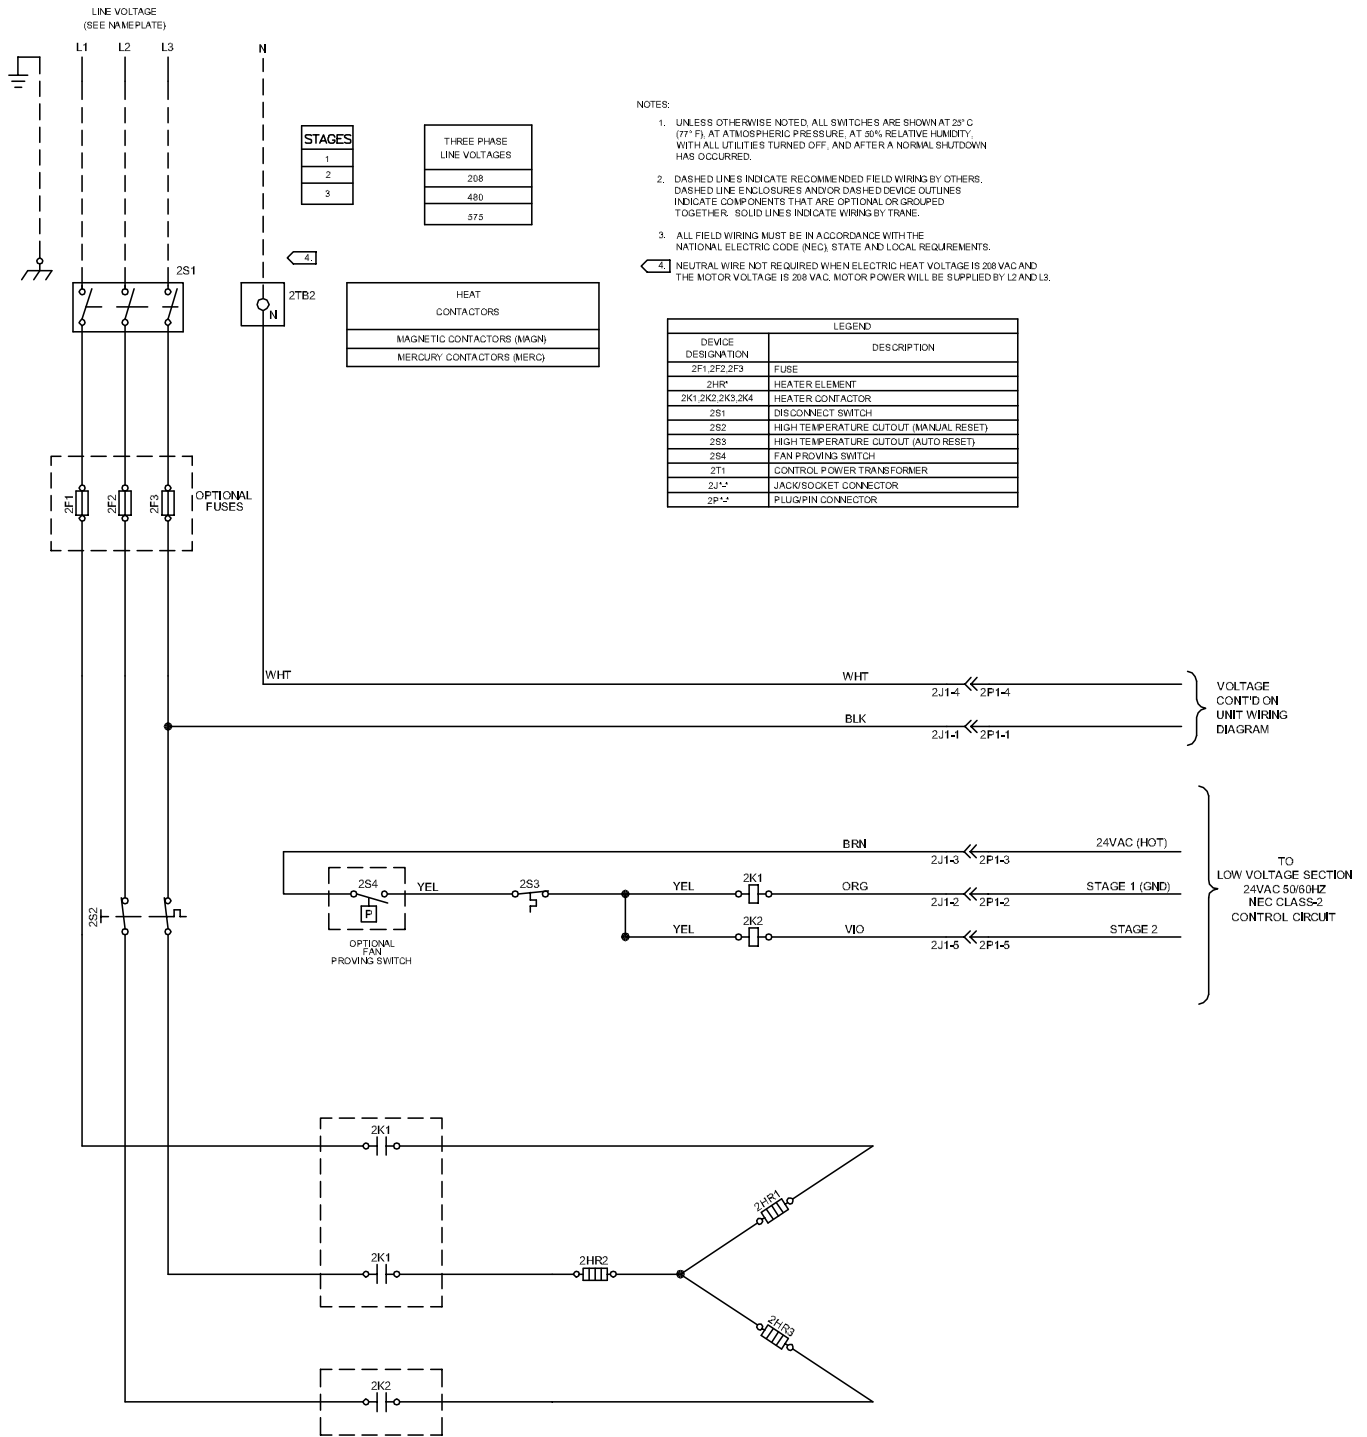 LINE VOLTAGE
(SEE NAMEPLATE)
L1 L2 L3 N
STAGES
1
2
3
THREE PHASE
LINE VOLTAGES
208
480
575
NOTES:
1. UNLESS OTHERWISE NOTED, ALL SWITCHES ARE SHOWN AT 25° C
(77° F), AT ATMOSPHERIC PRESSURE, AT 50% RELATIVE HUMIDITY,
WITH ALL UTILITIES TURNED OFF, AND AFTER A NORMAL SHUTDOWN
HAS OCCURRED.
2. DASHED LINES INDICATE RECOMMENDED FIELD WIRING BY OTHERS.
DASHED LINE ENCLOSURES AND/OR DASHED DEVICE OUTLINES
INDICATE COMPONENTS THAT ARE OPTIONAL OR GROUPED
TOGETHER. SOLID LINES INDICATE WIRING BY TRANE.
3. ALL FIELD WIRING MUST BE IN ACCORDANCE WITH THE
NATIONAL ELECTRIC CODE (NEC), STATE AND LOCAL REQUIREMENTS.
4. NEUTRAL WIRE NOT REQUIRED WHEN ELECTRIC HEAT VOLTAGE IS 208 VAC AND
THE MOTOR VOLTAGE IS 208 VAC. MOTOR POWER WILL BE SUPPLIED BY L2 AND L3.
4.
2S1
2TB2
N
HEAT
CONTACTORS
MAGNETIC CONTACTORS (MAGN)
MERCURY CONTACTORS (MERC)
LEGEND
DEVICE
DESIGNATION
DESCRIPTION
2F1,2F2,2F3 FUSE
2HR* HEATER ELEMENT
2K1,2K2,2K3,2K4 HEATER CONTACTOR
2S1 DISCONNECT SWITCH
2S2 HIGH TEMPERATURE CUTOUT (MANUAL RESET)
2S3 HIGH TEMPERATURE CUTOUT (AUTO RESET)
2S4 FAN PROVING SWITCH
2T1 CONTROL POWER TRANSFORMER
2J*-* JACK/SOCKET CONNECTOR
2P*-* PLUG/PIN CONNECTOR
2F1 2F2 2F3
OPTIONAL
FUSES
WHT WHT
2J1-4 2P1-4
BLK
2J1-1 2P1-1
VOLTAGE
CONT'D ON
UNIT WIRING
DIAGRAM
BRN 24VAC (HOT)
2J1-3 2P1-3
2S4 YEL 2S3 YEL 2K1 ORG STAGE 1 (GND)
P
2J1-2 2P1-2
OPTIONAL
FAN
PROVING SWITCH
YEL 2K2 VIO STAGE 2
2J1-5 2P1-5
TO
LOW VOLTAGE SECTION
24VAC 50/60HZ
NEC CLASS-2
CONTROL CIRCUIT
2S2
2K1
2HR1
2K1
2HR2
2HR3
2K2